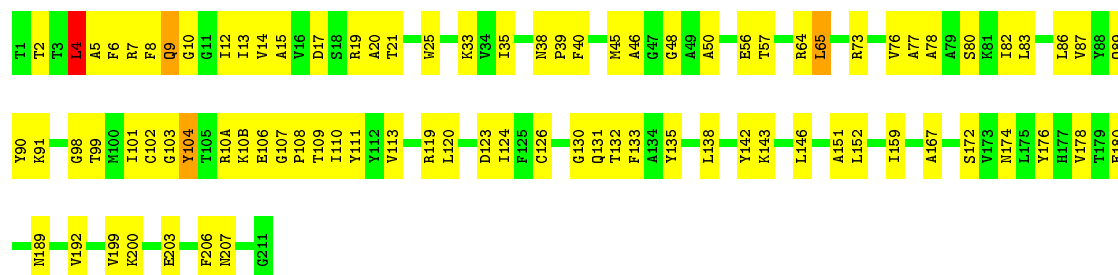 T1 T2 T3 L4 A5 F6 R7 F8 Q9 G10 G11 I12 I13 V14 A15 V16 D17 S18 R19 A20 T21 W25 K33 V34 I35 N38 P39 F40 M45 A46 G47 G48 A49 A50 E56 T57 R64 L65 R73 V76 A77 A78 A79 S80 K81 I82 L83 L86 V87 Y88
Y90 K91 G98 T99 M100 I101 C102 G103 Y104 T105 R10A K10B E106 G107 P108 T109 I110 Y111 Y112 V113 R119 L120 D123 I124 F125 C126 G130 Q131 T132 F133 A134 Y135 L138 Y142 K143 L146 A151 L152 I159 A167 S172 V173 N174 L175 Y176 H177 V178 T179
N189 V192 V199 K200 E203 F206 N207 G211